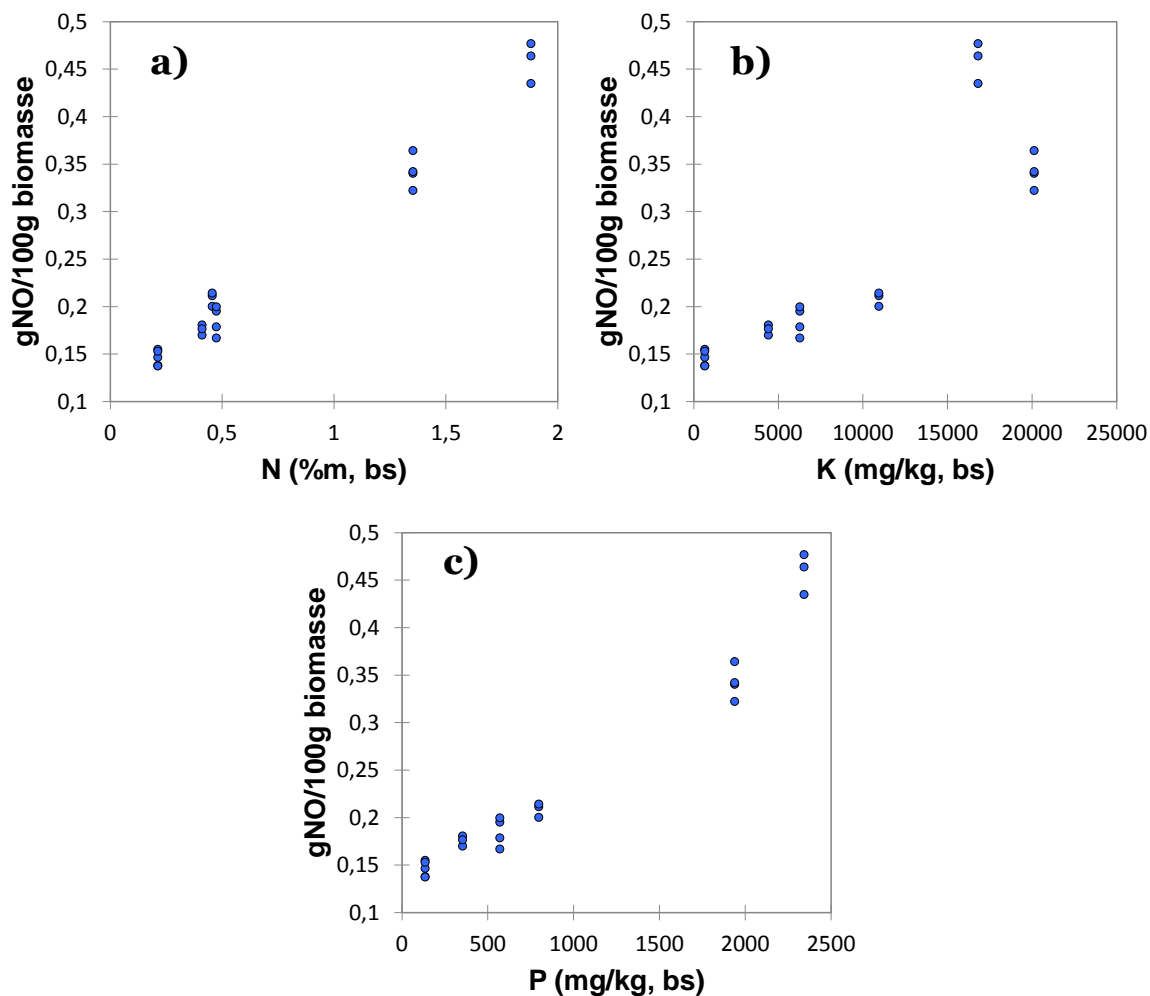 a)
0,5
0,45
0,4
0,35
0,3
0,25
0,2
0,15
0,1
gNO/100g biomasse
0 0,5 1 1,5 2
N (%m, bs)
b)
0,5
0,45
0,4
0,35
0,3
0,25
0,2
0,15
0,1
gNO/100g biomasse
0 5000 10000 15000 20000 25000
K (mg/kg, bs)
c)
0,5
0,45
0,4
0,35
0,3
0,25
0,2
0,15
0,1
gNO/100g biomasse
0 500 1000 1500 2000 2500
P (mg/kg, bs)